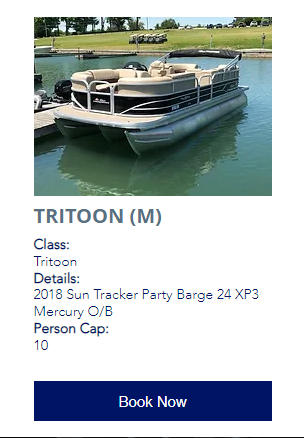 TRITOON (M)
Class:
Tritoon
Details:
2018 Sun Tracker Party Barge 24 XP3
Mercury O/B
Person Cap:
10
Book Now